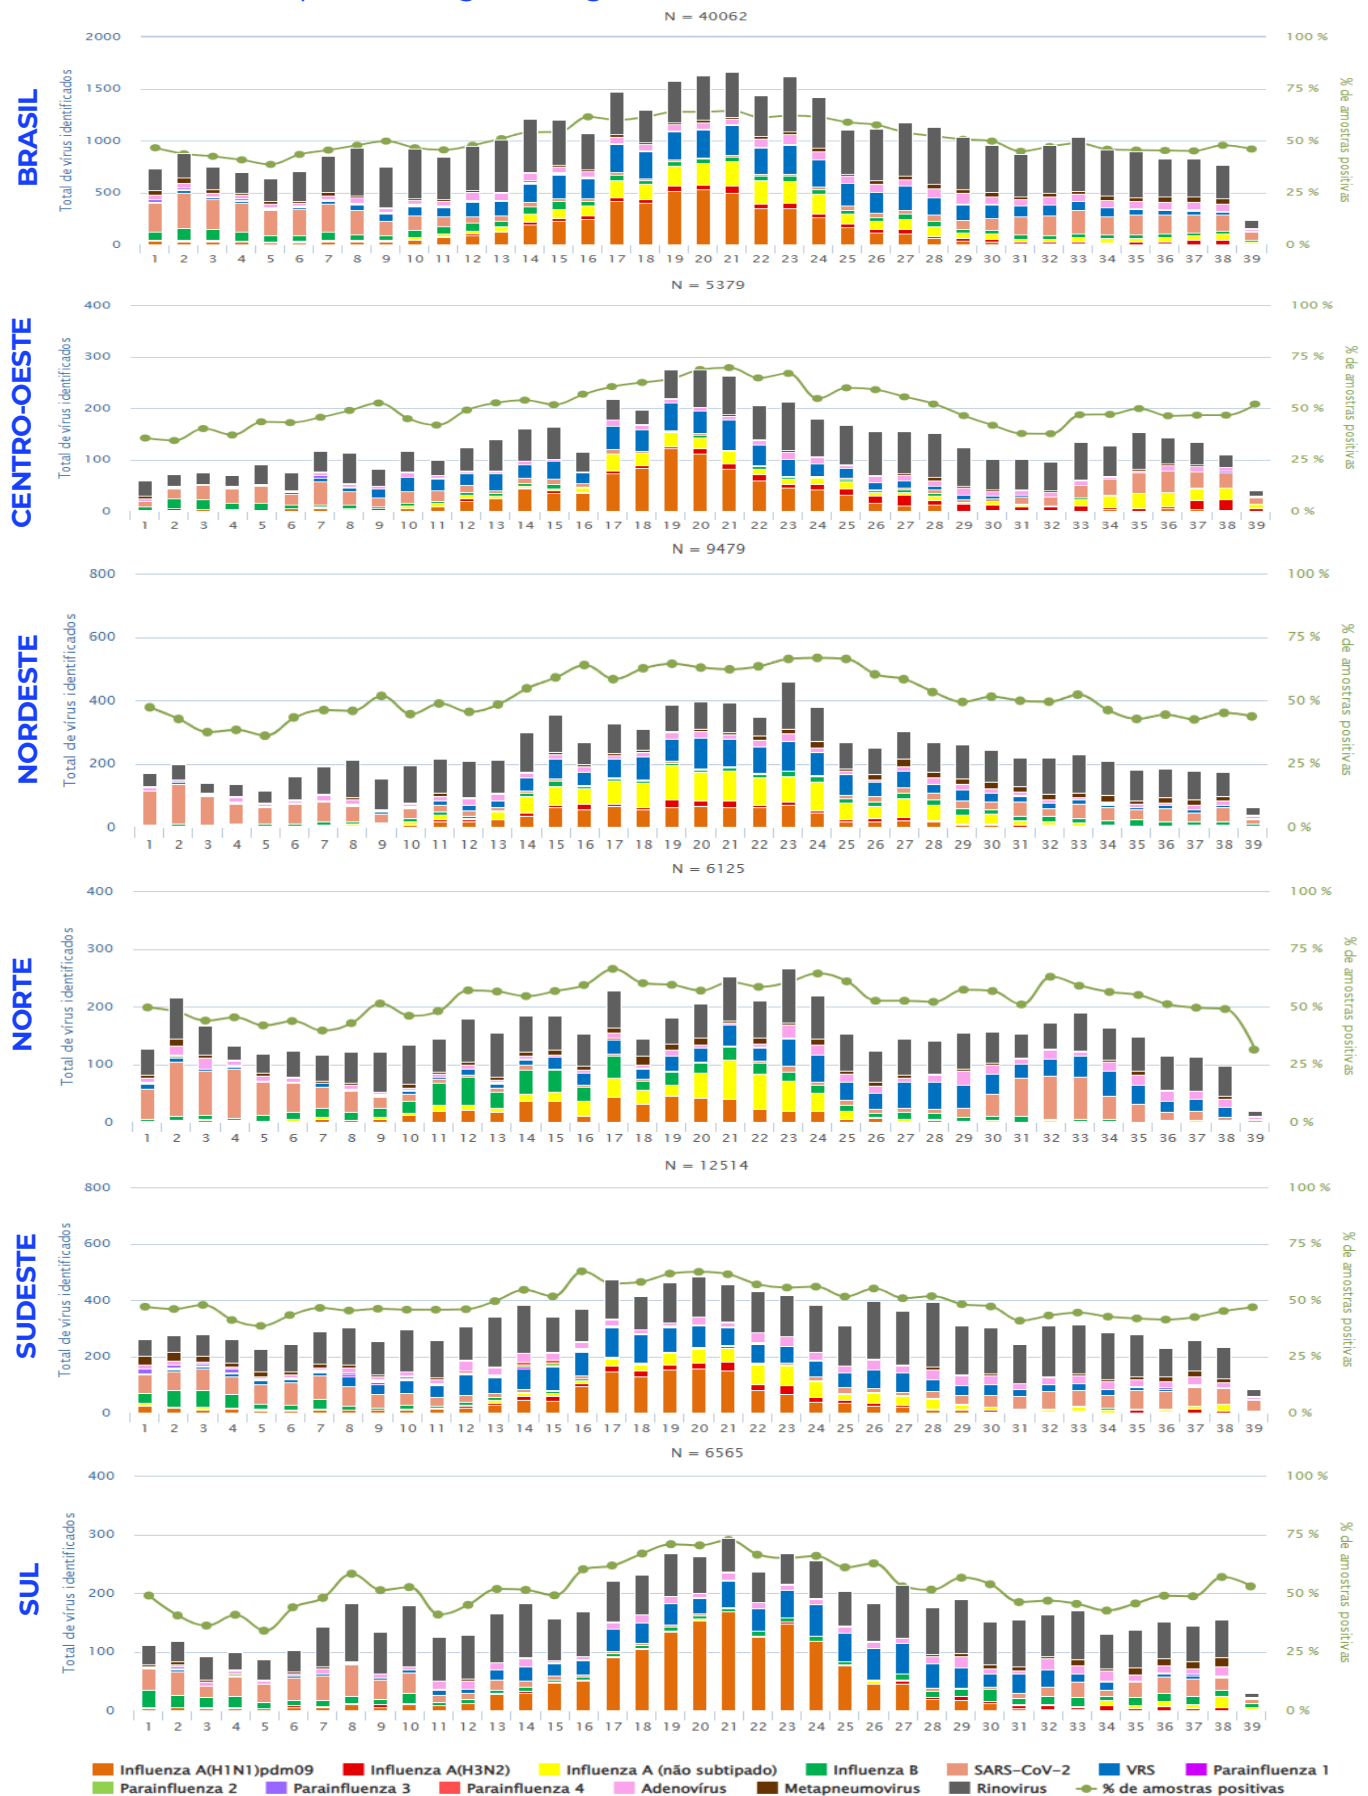 N = 40062
BRASIL
Total de vírus identificados
% de amostras positivas
2000 1500 1000 500 0
100 % 75 % 50 % 25 % 0 %
1 2 3 4 5 6 7 8 9 10 11 12 13 14 15 16 17 18 19 20 21 22 23 24 25 26 27 28 29 30 31 32 33 34 35 36 37 38 39
N = 5379
CENTRO-OESTE
Total de vírus identificados
% de amostras positivas
400 300 200 100 0
100 % 75 % 50 % 25 % 0 %
1 2 3 4 5 6 7 8 9 10 11 12 13 14 15 16 17 18 19 20 21 22 23 24 25 26 27 28 29 30 31 32 33 34 35 36 37 38 39
N = 9479
NORDESTE
Total de vírus identificados
% de amostras positivas
800 600 400 200 0
100 % 75 % 50 % 25 % 0 %
1 2 3 4 5 6 7 8 9 10 11 12 13 14 15 16 17 18 19 20 21 22 23 24 25 26 27 28 29 30 31 32 33 34 35 36 37 38 39
N = 6125
NORTE
Total de vírus identificados
% de amostras positivas
400 300 200 100 0
100 % 75 % 50 % 25 % 0 %
1 2 3 4 5 6 7 8 9 10 11 12 13 14 15 16 17 18 19 20 21 22 23 24 25 26 27 28 29 30 31 32 33 34 35 36 37 38 39
N = 12514
SUDESTE
Total de vírus identificados
% de amostras positivas
800 600 400 200 0
100 % 75 % 50 % 25 % 0 %
1 2 3 4 5 6 7 8 9 10 11 12 13 14 15 16 17 18 19 20 21 22 23 24 25 26 27 28 29 30 31 32 33 34 35 36 37 38 39
N = 6565
SUL
Total de vírus identificados
% de amostras positivas
400 300 200 100 0
100 % 75 % 50 % 25 % 0 %
1 2 3 4 5 6 7 8 9 10 11 12 13 14 15 16 17 18 19 20 21 22 23 24 25 26 27 28 29 30 31 32 33 34 35 36 37 38 39
Influenza A(H1N1)pdm09 Influenza A(H3N2) Influenza A (não subtipado) Influenza B SARS-CoV-2 VRS Parainfluenza 1
Parainfluenza 2 Parainfluenza 3 Parainfluenza 4 Adenovírus Metapneumovirus Rinovirus % de amostras positivas